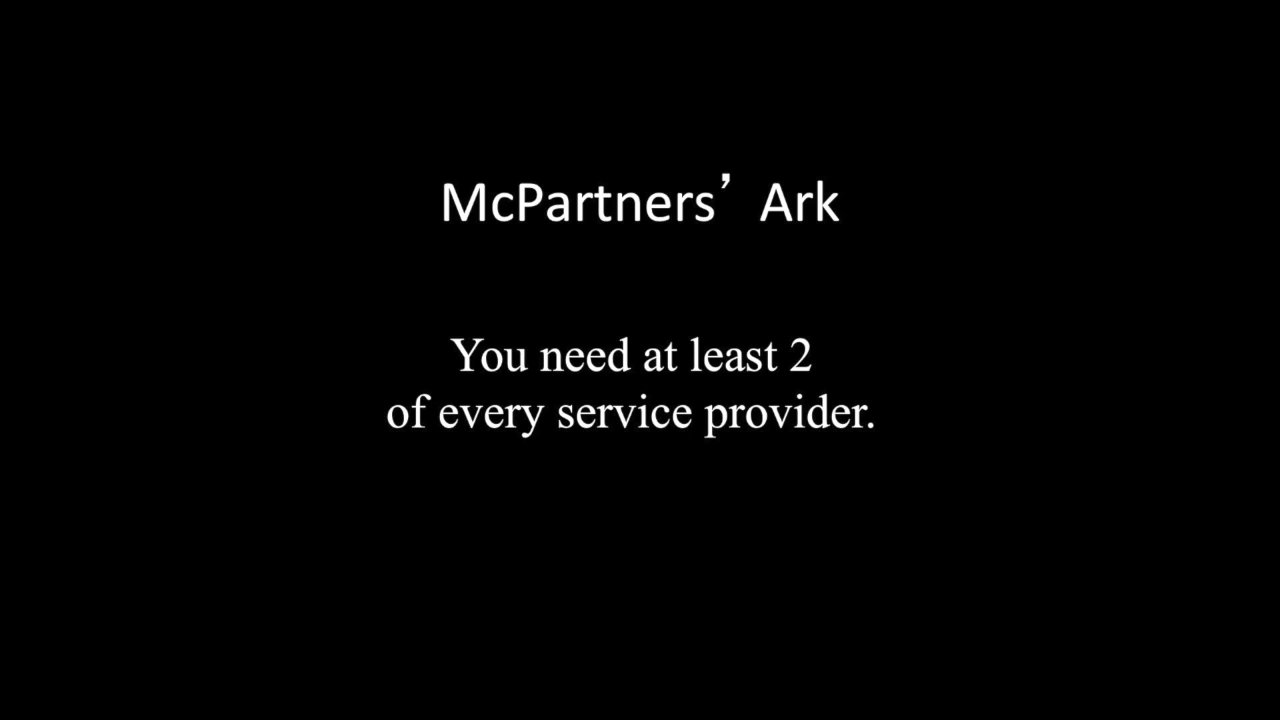 McPartners’ Ark
You need at least 2
of every service provider.